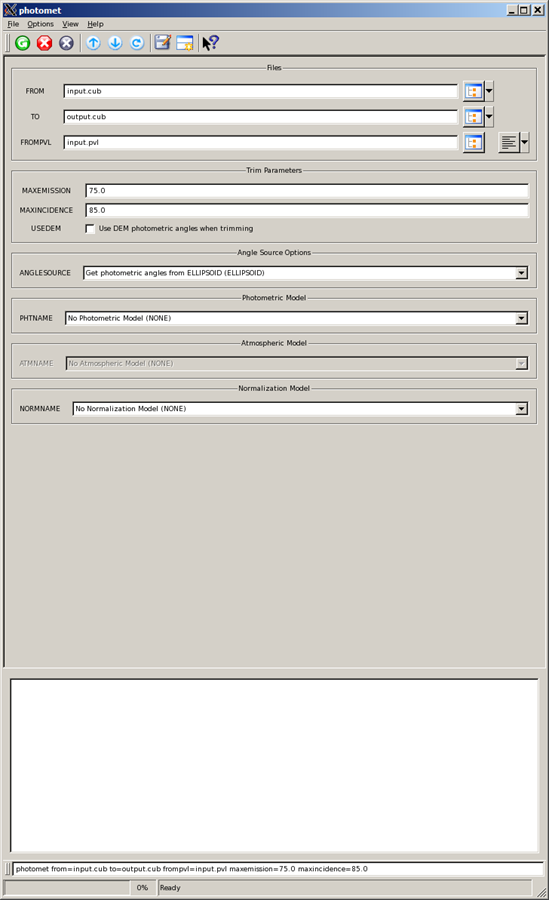 photomet
File Options View Help
Files
FROM input.cub
TO output.cub
FROMPVL input.pvl
Trim Parameters
MAXEMISSION 75.0
MAXINCIDENCE 85.0
USEDEM Use DEM photometric angles when trimming
Angle Source Options
ANGLESOURCE Get photometric angles from ELLIPSOID (ELLIPSOID)
Photometric Model
PHTNAME No Photometric Model (NONE)
Atmospheric Model
ATMNAME No Atmospheric Model (NONE)
Normalization Model
NORMNAME No Normalization Model (NONE)
photomet from=input.cub to=output.cub frompvl=input.pvl maxemission=75.0 maxincidence=85.0
0% Ready